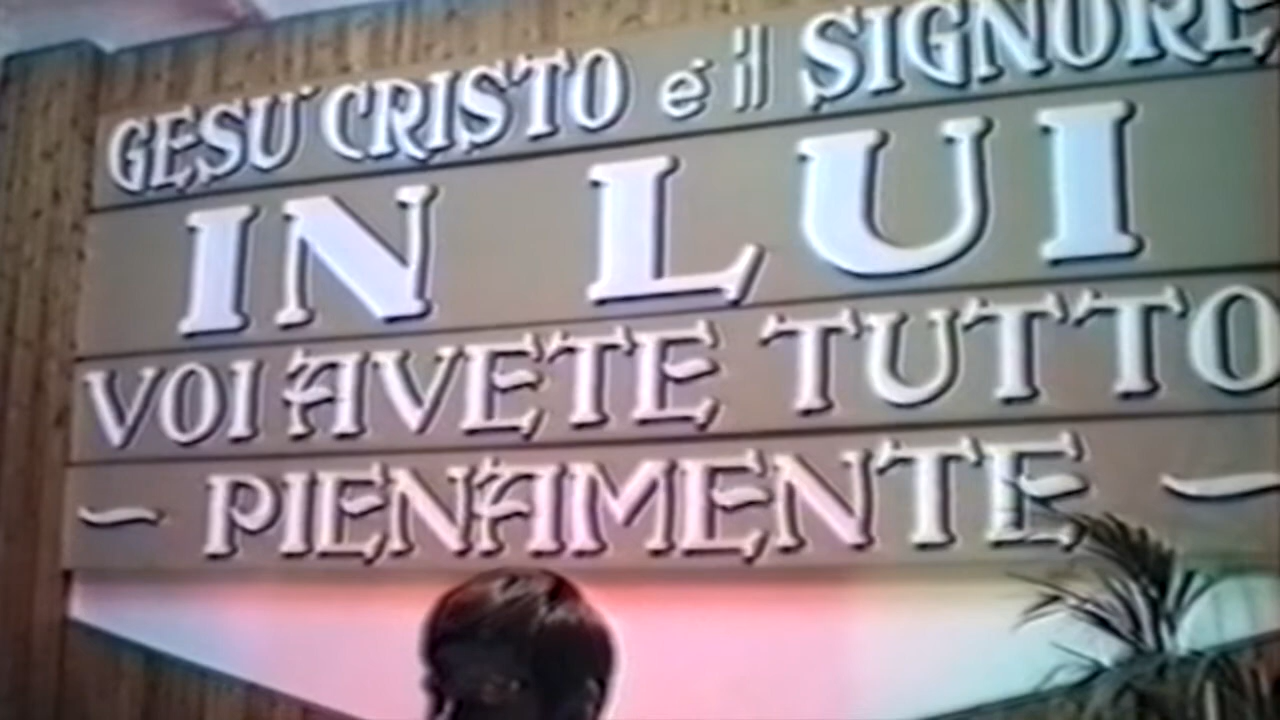 GESU' CRISTO é il SIGNORE
IN LUI
VOI AVETE TUTTO
- PIENAMENTE -